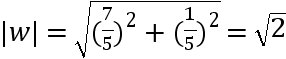 |w| = √((7/5)² + (1/5)²) = √2